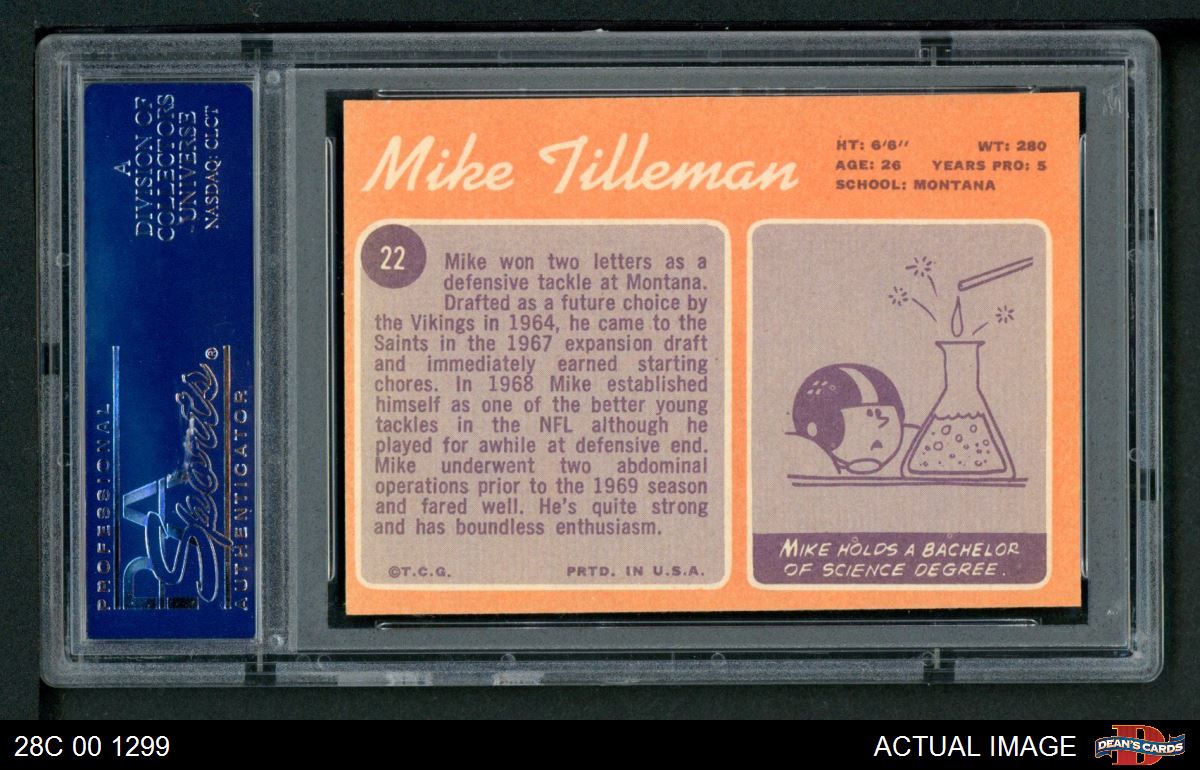 A
DIVISION OF
COLLECTORS
UNIVERSE
NASDAQ: CLCT
PROFESSIONAL
PSA
Sports®
AUTHENTICATOR
Mike Tilleman
HT: 6'6'' WT: 280
AGE: 26 YEARS PRO: 5
SCHOOL: MONTANA
22
Mike won two letters as a
defensive tackle at Montana.
Drafted as a future choice by
the Vikings in 1964, he came to the
Saints in the 1967 expansion draft
and immediately earned starting
chores. In 1968 Mike established
himself as one of the better young
tackles in the NFL although he
played for awhile at defensive end.
Mike underwent two abdominal
operations prior to the 1969 season
and fared well. He's quite strong
and has boundless enthusiasm.
©T.C.G. PRTD. IN U.S.A.
MIKE HOLDS A BACHELOR
OF SCIENCE DEGREE.
28C 00 1299
ACTUAL IMAGE
DEAN'S CARDS